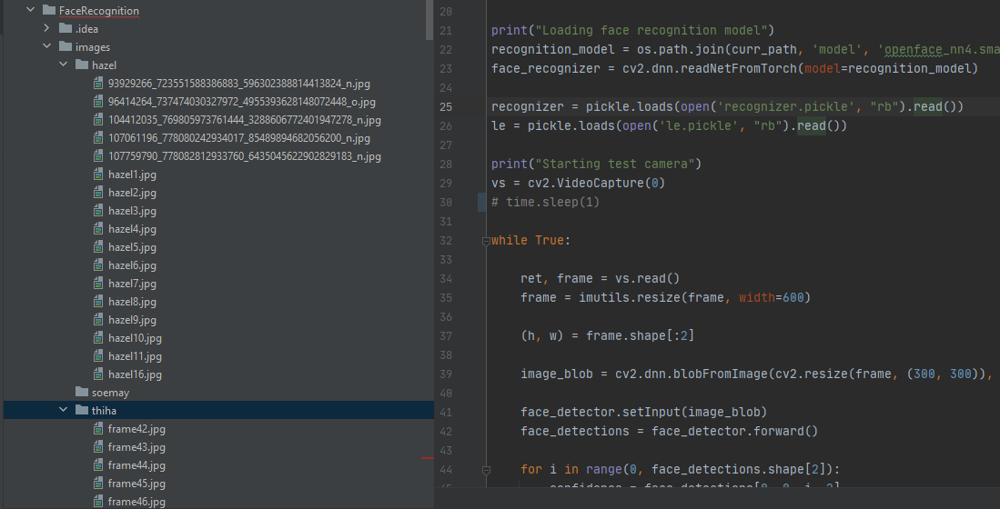 FaceRecognition
.idea
images
hazel
93929266_723551588386883_596302388814413824_n.jpg
96414264_737474030327972_4955393628148072448_o.jpg
104412035_769805973761444_3288606772401947278_n.jpg
107061196_778080242934017_85489894682056200_n.jpg
107759790_778082812933760_6435045622902829183_n.jpg
hazel1.jpg
hazel2.jpg
hazel3.jpg
hazel4.jpg
hazel5.jpg
hazel6.jpg
hazel7.jpg
hazel8.jpg
hazel9.jpg
hazel10.jpg
hazel11.jpg
hazel16.jpg
soemay
thiha
frame42.jpg
frame43.jpg
frame44.jpg
frame45.jpg
frame46.jpg
20
21 print("Loading face recognition model")
22 recognition_model = os.path.join(curr_path, 'model', 'openface_nn4.sma
23 face_recognizer = cv2.dnn.readNetFromTorch(model=recognition_model)
24
25 recognizer = pickle.loads(open('recognizer.pickle', "rb").read())
26 le = pickle.loads(open('le.pickle', "rb").read())
27
28 print("Starting test camera")
29 vs = cv2.VideoCapture(0)
30 # time.sleep(1)
31
32 while True:
33
34 ret, frame = vs.read()
35 frame = imutils.resize(frame, width=600)
36
37 (h, w) = frame.shape[:2]
38
39 image_blob = cv2.dnn.blobFromImage(cv2.resize(frame, (300, 300)),
40
41 face_detector.setInput(image_blob)
42 face_detections = face_detector.forward()
43
44 for i in range(0, face_detections.shape[2]):